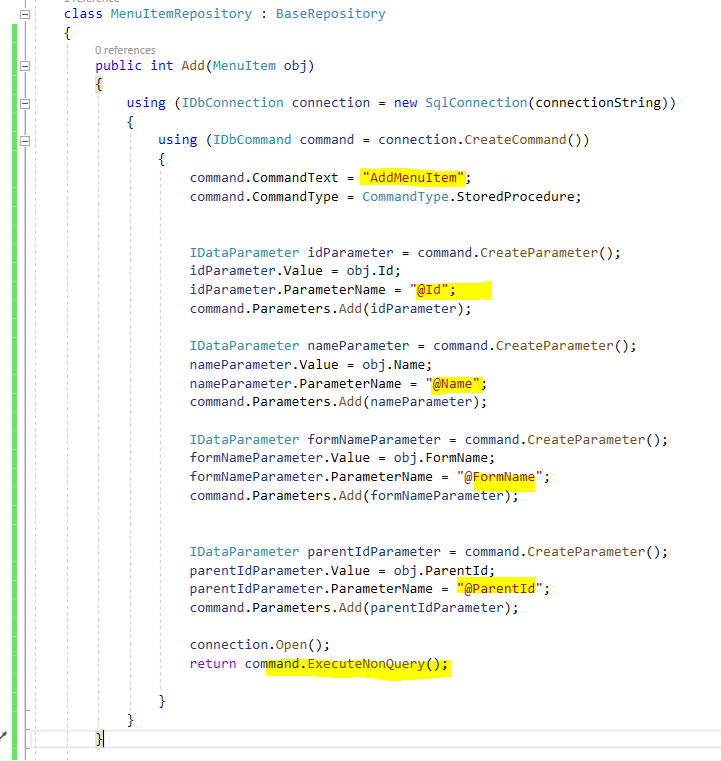 class MenuItemRepository : BaseRepository
{
0 references
public int Add(MenuItem obj)
{
using (IDbConnection connection = new SqlConnection(connectionString))
{
using (IDbCommand command = connection.CreateCommand())
{
command.CommandText = "AddMenuItem";
command.CommandType = CommandType.StoredProcedure;
IDataParameter idParameter = command.CreateParameter();
idParameter.Value = obj.Id;
idParameter.ParameterName = "@Id";
command.Parameters.Add(idParameter);
IDataParameter nameParameter = command.CreateParameter();
nameParameter.Value = obj.Name;
nameParameter.ParameterName = "@Name";
command.Parameters.Add(nameParameter);
IDataParameter formNameParameter = command.CreateParameter();
formNameParameter.Value = obj.FormName;
formNameParameter.ParameterName = "@FormName";
command.Parameters.Add(formNameParameter);
IDataParameter parentIdParameter = command.CreateParameter();
parentIdParameter.Value = obj.ParentId;
parentIdParameter.ParameterName = "@ParentId";
command.Parameters.Add(parentIdParameter);
connection.Open();
return command.ExecuteNonQuery();
}
}
}